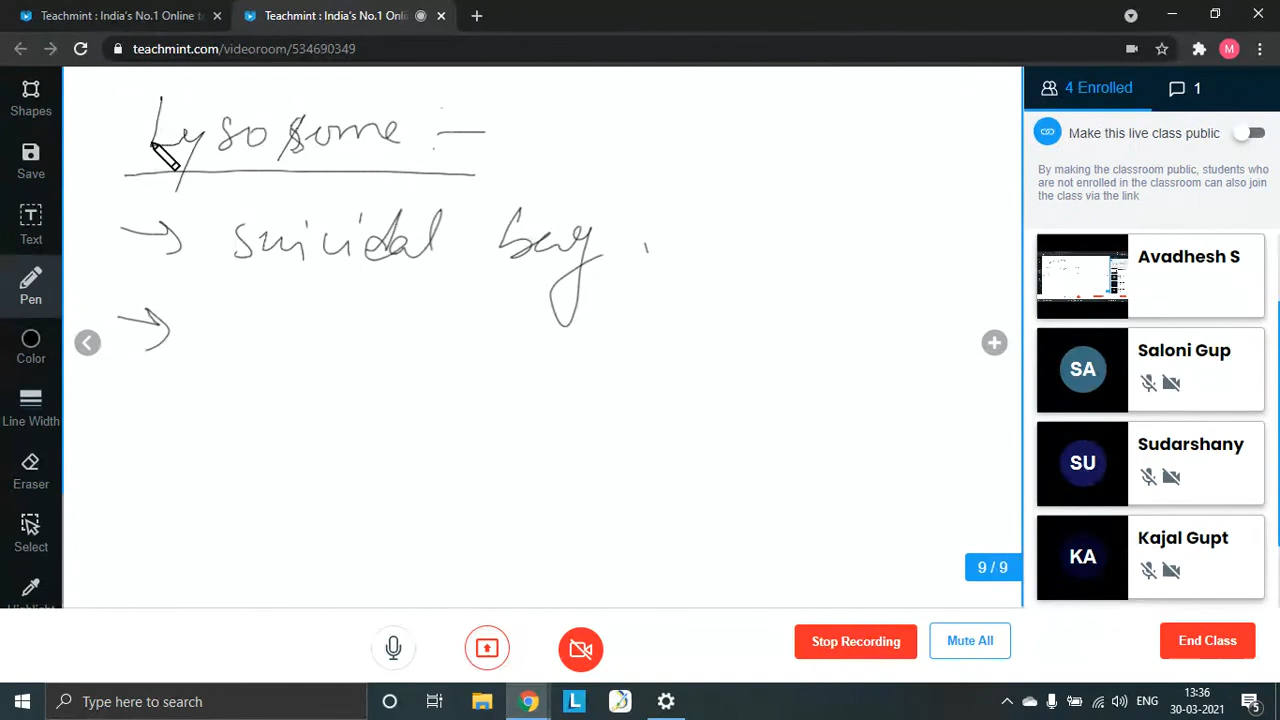 Teachmint : India's No.1 Online t
Teachmint : India's No.1 Onli
teachmint.com/videoroom/534690349
M
Shapes
Save
Text
Pen
Color
Line Width
Eraser
Select
Lysosome :—
→ suicidal bag .
→
9 / 9
4 Enrolled
1
Make this live class public
By making the classroom public, students who
are not enrolled in the classroom can also join
the class via the link
Avadhesh S
SA
Saloni Gup
SU
Sudarshany
KA
Kajal Gupt
Stop Recording
Mute All
End Class
Type here to search
L
ENG
13:36
30-03-2021
5